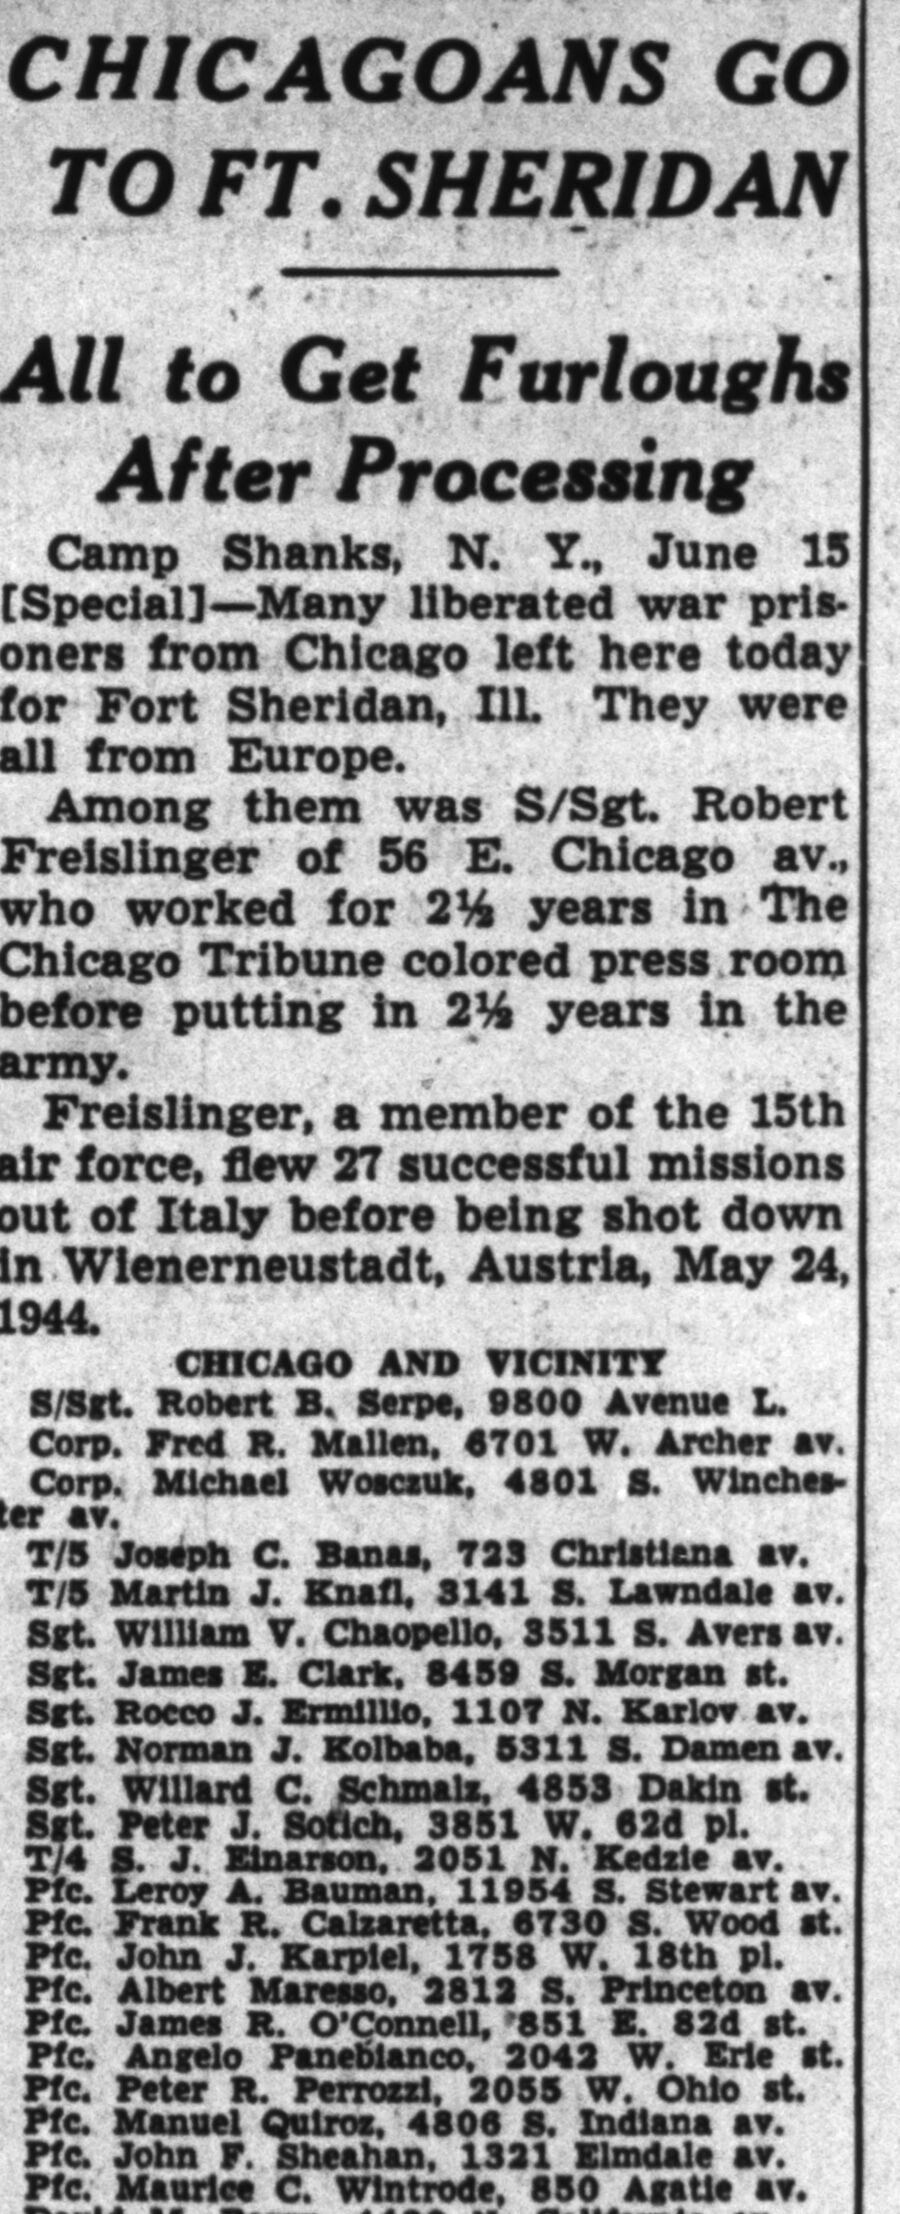 CHICAGOANS GO
TO FT. SHERIDAN
All to Get Furloughs
After Processing
Camp Shanks, N. Y., June 15
[Special]—Many liberated war pris-
oners from Chicago left here today
for Fort Sheridan, Ill. They were
all from Europe.
Among them was S/Sgt. Robert
Freislinger of 56 E. Chicago av.,
who worked for 2½ years in The
Chicago Tribune colored press room
before putting in 2½ years in the
army.
Freislinger, a member of the 15th
air force, flew 27 successful missions
out of Italy before being shot down
in Wienerneustadt, Austria, May 24,
1944.
CHICAGO AND VICINITY
S/Sgt. Robert B. Serpe, 9800 Avenue L.
Corp. Fred R. Mallen, 6701 W. Archer av.
Corp. Michael Wosczuk, 4801 S. Winches-
ter av.
T/5 Joseph C. Banas, 723 Christiana av.
T/5 Martin J. Knafl, 3141 S. Lawndale av.
Sgt. William V. Chaopello, 3511 S. Avers av.
Sgt. James E. Clark, 8459 S. Morgan st.
Sgt. Rocco J. Ermillio, 1107 N. Karlov av.
Sgt. Norman J. Kolbaba, 5311 S. Damen av.
Sgt. Willard C. Schmalz, 4853 Dakin st.
Sgt. Peter J. Sofich, 3851 W. 62d pl.
T/4 S. J. Einarson, 2051 N. Kedzie av.
Pfc. Leroy A. Bauman, 11954 S. Stewart av.
Pfc. Frank R. Calzaretta, 6730 S. Wood st.
Pfc. John J. Karpiel, 1758 W. 18th pl.
Pfc. Albert Maresso, 2812 S. Princeton av.
Pfc. James R. O'Connell, 851 E. 82d st.
Pfc. Angelo Panebianco, 2042 W. Erie st.
Pfc. Peter R. Perrozzi, 2055 W. Ohio st.
Pfc. Manuel Quiroz, 4806 S. Indiana av.
Pfc. John F. Sheahan, 1321 Elmdale av.
Pfc. Maurice C. Wintrode, 850 Agatie av.